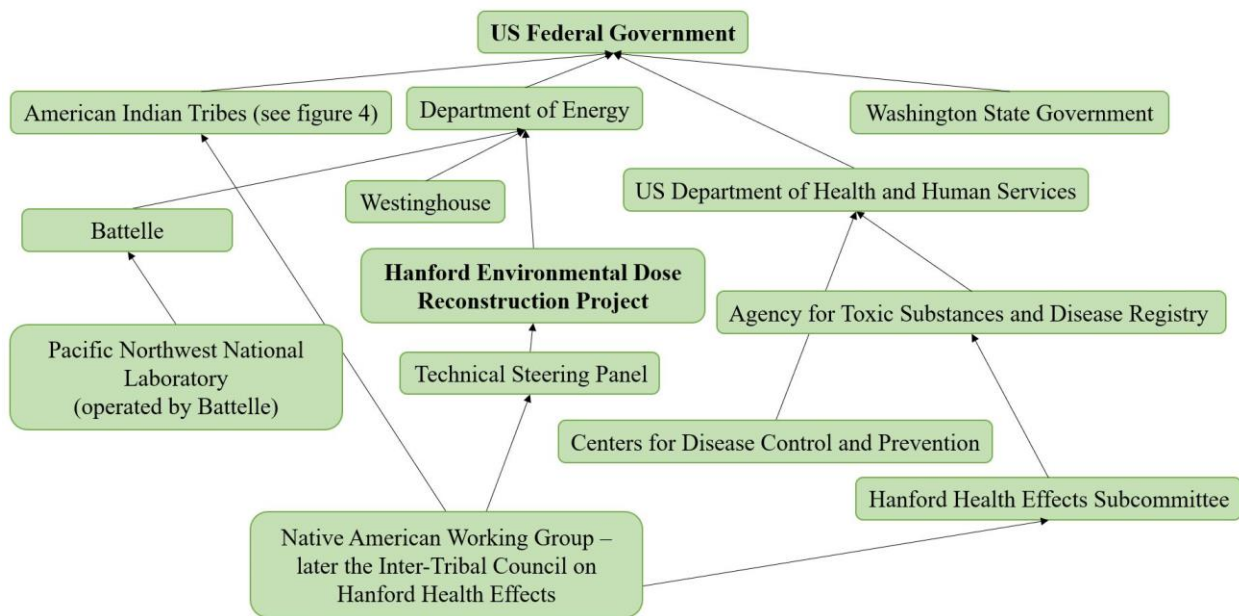 US Federal Government
American Indian Tribes (see figure 4)
Department of Energy
Washington State Government
Westinghouse
US Department of Health and Human Services
Battelle
Hanford Environmental Dose
Reconstruction Project
Agency for Toxic Substances and Disease Registry
Pacific Northwest National
Laboratory
(operated by Battelle)
Technical Steering Panel
Centers for Disease Control and Prevention
Hanford Health Effects Subcommittee
Native American Working Group –
later the Inter-Tribal Council on
Hanford Health Effects